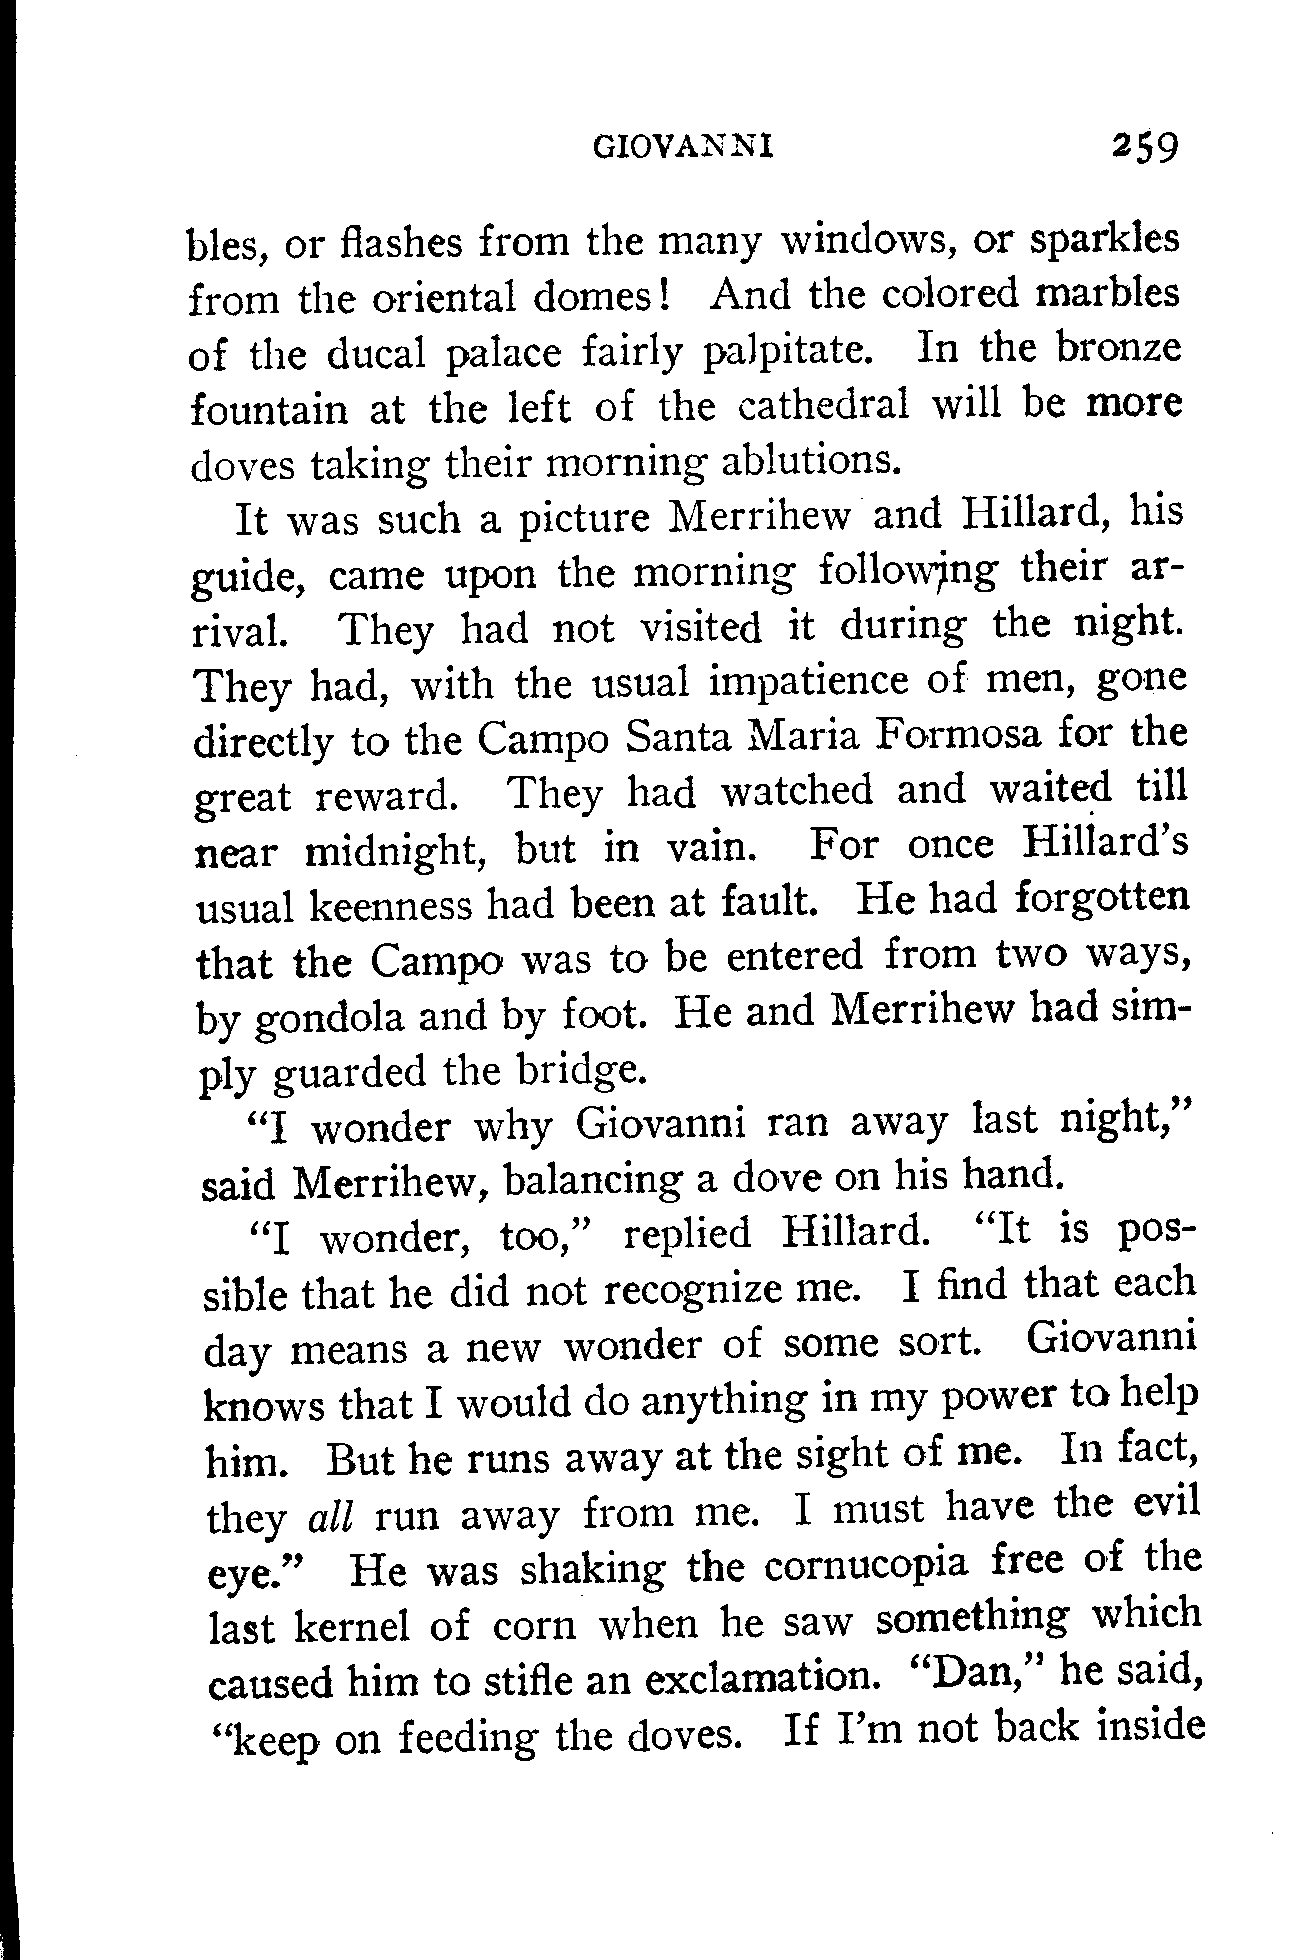 GIOVANNI 259
bles, or flashes from the many windows, or sparkles
from the oriental domes! And the colored marbles
of the ducal palace fairly palpitate. In the bronze
fountain at the left of the cathedral will be more
doves taking their morning ablutions.
It was such a picture Merrihew and Hillard, his
guide, came upon the morning following their ar-
rival. They had not visited it during the night.
They had, with the usual impatience of men, gone
directly to the Campo Santa Maria Formosa for the
great reward. They had watched and waited till
near midnight, but in vain. For once Hillard's
usual keenness had been at fault. He had forgotten
that the Campo was to be entered from two ways,
by gondola and by foot. He and Merrihew had sim-
ply guarded the bridge.
"I wonder why Giovanni ran away last night,"
said Merrihew, balancing a dove on his hand.
"I wonder, too," replied Hillard. "It is pos-
sible that he did not recognize me. I find that each
day means a new wonder of some sort. Giovanni
knows that I would do anything in my power to help
him. But he runs away at the sight of me. In fact,
they all run away from me. I must have the evil
eye." He was shaking the cornucopia free of the
last kernel of corn when he saw something which
caused him to stifle an exclamation. "Dan," he said,
"keep on feeding the doves. If I'm not back inside